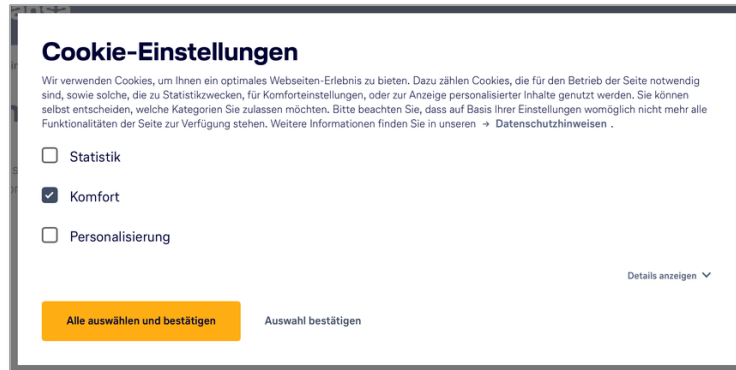 Cookie-Einstellungen
Wir verwenden Cookies, um Ihnen ein optimales Webseiten-Erlebnis zu bieten. Dazu zählen Cookies, die für den Betrieb der Seite notwendig
sind, sowie solche, die zu Statistikzwecken, für Komforteinstellungen, oder zur Anzeige personalisierter Inhalte genutzt werden. Sie können
selbst entscheiden, welche Kategorien Sie zulassen möchten. Bitte beachten Sie, dass auf Basis Ihrer Einstellungen womöglich nicht mehr alle
Funktionalitäten der Seite zur Verfügung stehen. Weitere Informationen finden Sie in unseren → Datenschutzhinweisen .
Statistik
Komfort
Personalisierung
Details anzeigen
Alle auswählen und bestätigen Auswahl bestätigen